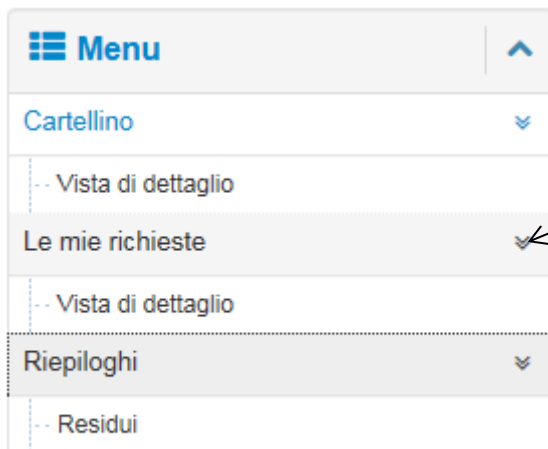 Menu
Cartellino
Vista di dettaglio
Le mie richieste
Vista di dettaglio
Riepiloghi
Residui